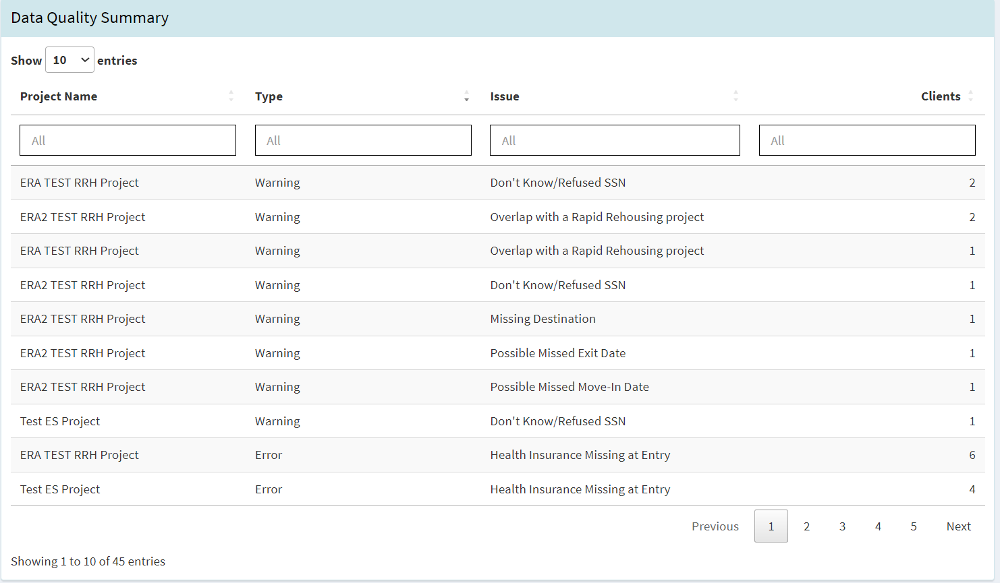 Data Quality Summary
Show 10 entries
Project Name Type Issue Clients
All All All All
ERA TEST RRH Project Warning Don't Know/Refused SSN 2
ERA2 TEST RRH Project Warning Overlap with a Rapid Rehousing project 2
ERA TEST RRH Project Warning Overlap with a Rapid Rehousing project 1
ERA2 TEST RRH Project Warning Don't Know/Refused SSN 1
ERA2 TEST RRH Project Warning Missing Destination 1
ERA2 TEST RRH Project Warning Possible Missed Exit Date 1
ERA2 TEST RRH Project Warning Possible Missed Move-In Date 1
Test ES Project Warning Don't Know/Refused SSN 1
ERA TEST RRH Project Error Health Insurance Missing at Entry 6
Test ES Project Error Health Insurance Missing at Entry 4
Previous 1 2 3 4 5 Next
Showing 1 to 10 of 45 entries